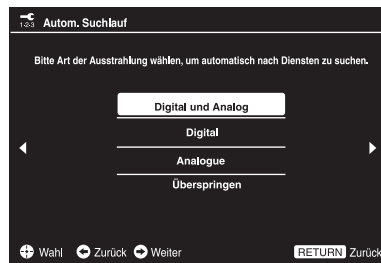 1-2-3 Autom. Suchlauf
Bitte Art der Ausstrahlung wählen, um automatisch nach Diensten zu suchen.
Digital und Analog
Digital
Analogue
Überspringen
Wahl Zurück Weiter RETURN Zurück